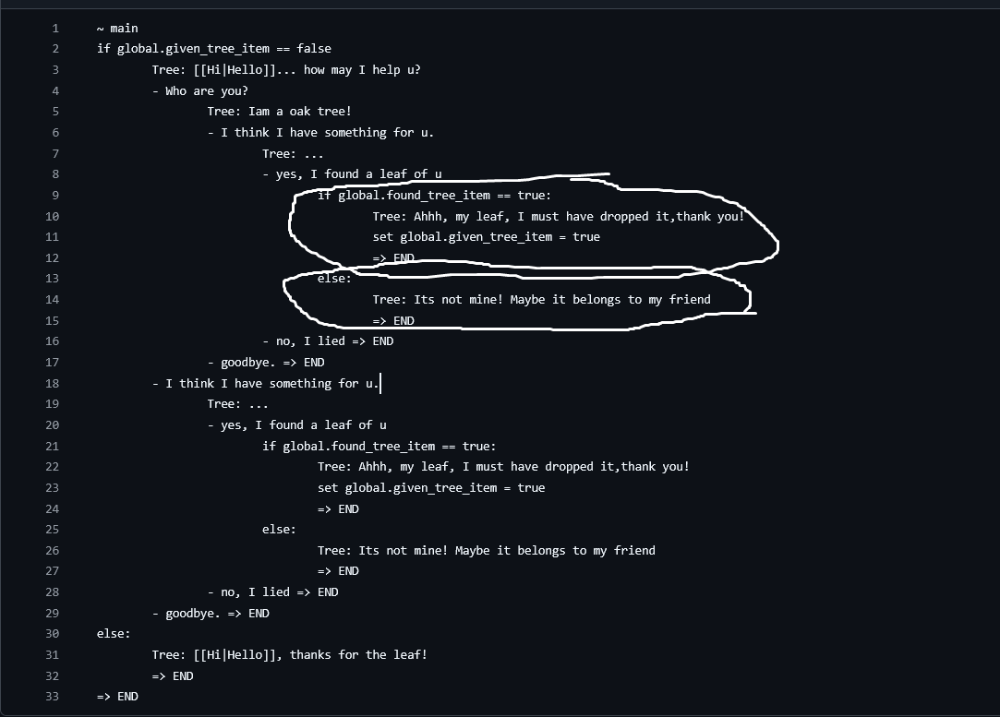 1 ~ main
2 if global.given_tree_item == false
3 Tree: [[Hi|Hello]]... how may I help u?
4 - Who are you?
5 Tree: Iam a oak tree!
6 - I think I have something for u.
7 Tree: ...
8 - yes, I found a leaf of u
9 if global.found_tree_item == true:
10 Tree: Ahhh, my leaf, I must have dropped it,thank you!
11 set global.given_tree_item = true
12 => END
13 else:
14 Tree: Its not mine! Maybe it belongs to my friend
15 => END
16 - no, I lied => END
17 - goodbye. => END
18 - I think I have something for u.
19 Tree: ...
20 - yes, I found a leaf of u
21 if global.found_tree_item == true:
22 Tree: Ahhh, my leaf, I must have dropped it,thank you!
23 set global.given_tree_item = true
24 => END
25 else:
26 Tree: Its not mine! Maybe it belongs to my friend
27 => END
28 - no, I lied => END
29 - goodbye. => END
30 else:
31 Tree: [[Hi|Hello]], thanks for the leaf!
32 => END
33 => END